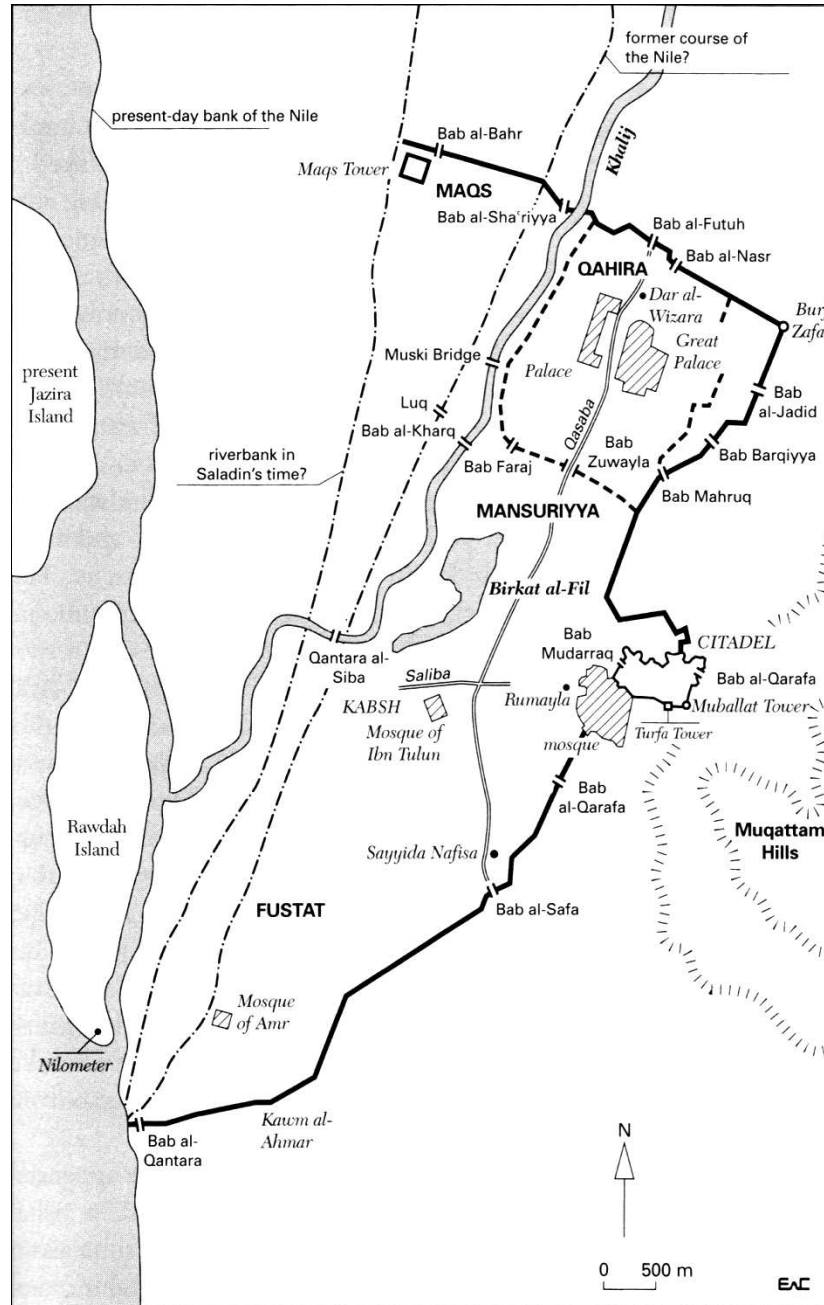 former course of
the Nile?
present-day bank of the Nile
Bab al-Bahr
Maqs Tower
MAQS
Khalij
Bab al-Shaʿriyya
Bab al-Futuh
Bab al-Nasr
QAHIRA
Dar al-
Wizara
Burj
Zafa
Great
Palace
Palace
Muski Bridge
present
Jazira
Island
Luq
Bab
al-Jadid
Bab al-Kharq
Qasaba
riverbank in
Saladin's time?
Bab Faraj
Bab
Zuwayla
Bab Barqiyya
Bab Mahruq
MANSURIYYA
Birkat al-Fil
Qantara al-
Siba
Bab
Mudarraq
CITADEL
Bab al-Qarafa
Saliba
KABSH
Rumayla
Muballat Tower
Turfa Tower
Mosque of
Ibn Tulun
mosque
Bab
al-Qarafa
Rawdah
Island
Muqattam
Hills
Sayyida Nafisa
Bab al-Safa
FUSTAT
Mosque
of Amr
Nilometer
Kawm al-
Ahmar
Bab al-
Qantara
N
0 500 m
EAC